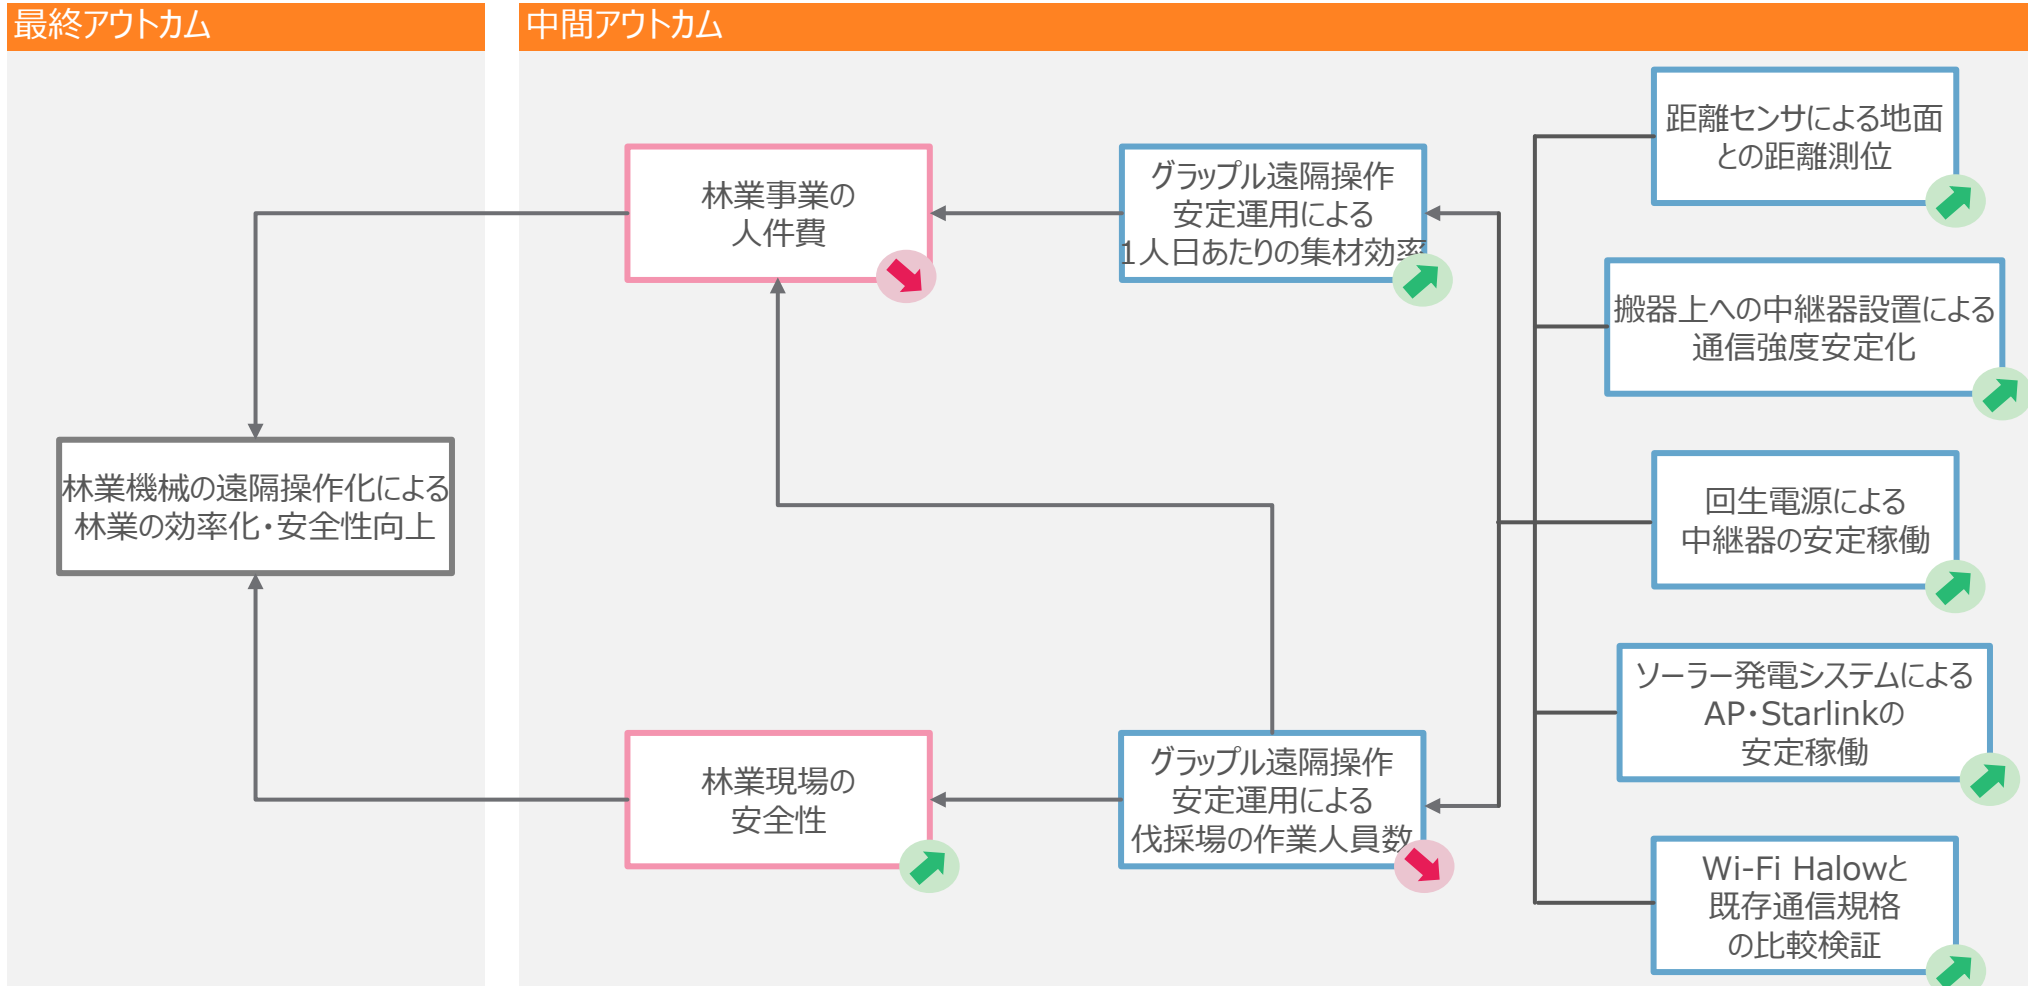 最終アウトカム
中間アウトカム
林業機械の遠隔操作化による
林業の効率化・安全性向上
林業事業の
人件費
林業現場の
安全性
グラップル遠隔操作
安定運用による
1人日あたりの集材効率
グラップル遠隔操作
安定運用による
伐採場の作業人員数
距離センサによる地面
との距離測位
搬器上への中継器設置による
通信強度安定化
回生電源による
中継器の安定稼働
ソーラー発電システムによる
AP・Starlinkの
安定稼働
Wi-Fi Halowと
既存通信規格
の比較検証